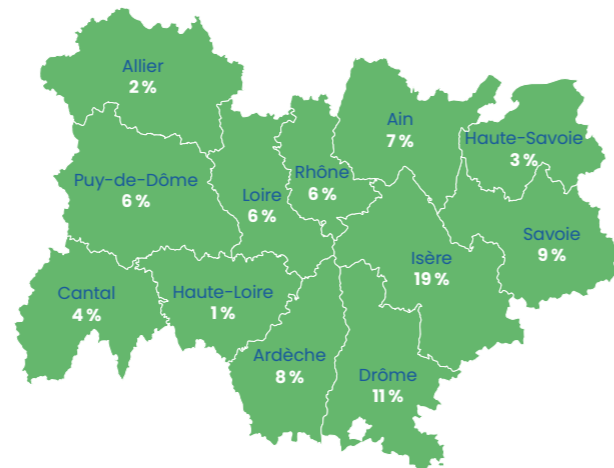 Allier
2 %
Ain
7 %
Haute-Savoie
3 %
Puy-de-Dôme
6 %
Loire
6 %
Rhône
6 %
Savoie
9 %
Isère
19 %
Cantal
4 %
Haute-Loire
1 %
Ardèche
8 %
Drôme
11 %